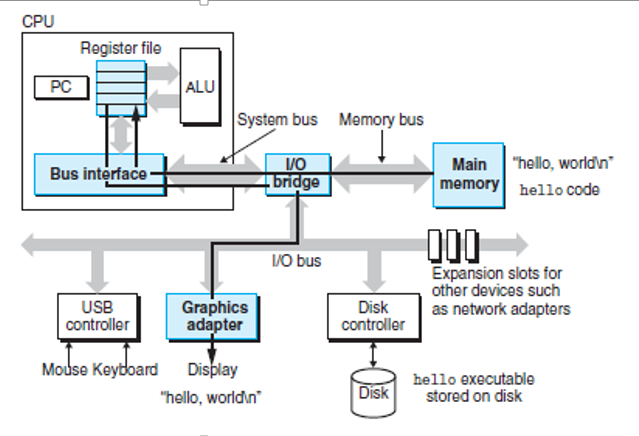 CPU
Register file
PC
ALU
System bus
Memory bus
Bus interface
I/O
bridge
Main
memory
"hello, world\n"
hello code
I/O bus
Expansion slots for
other devices such
as network adapters
USB
controller
Graphics
adapter
Disk
controller
Mouse Keyboard
Display
"hello, world\n"
Disk
hello executable
stored on disk